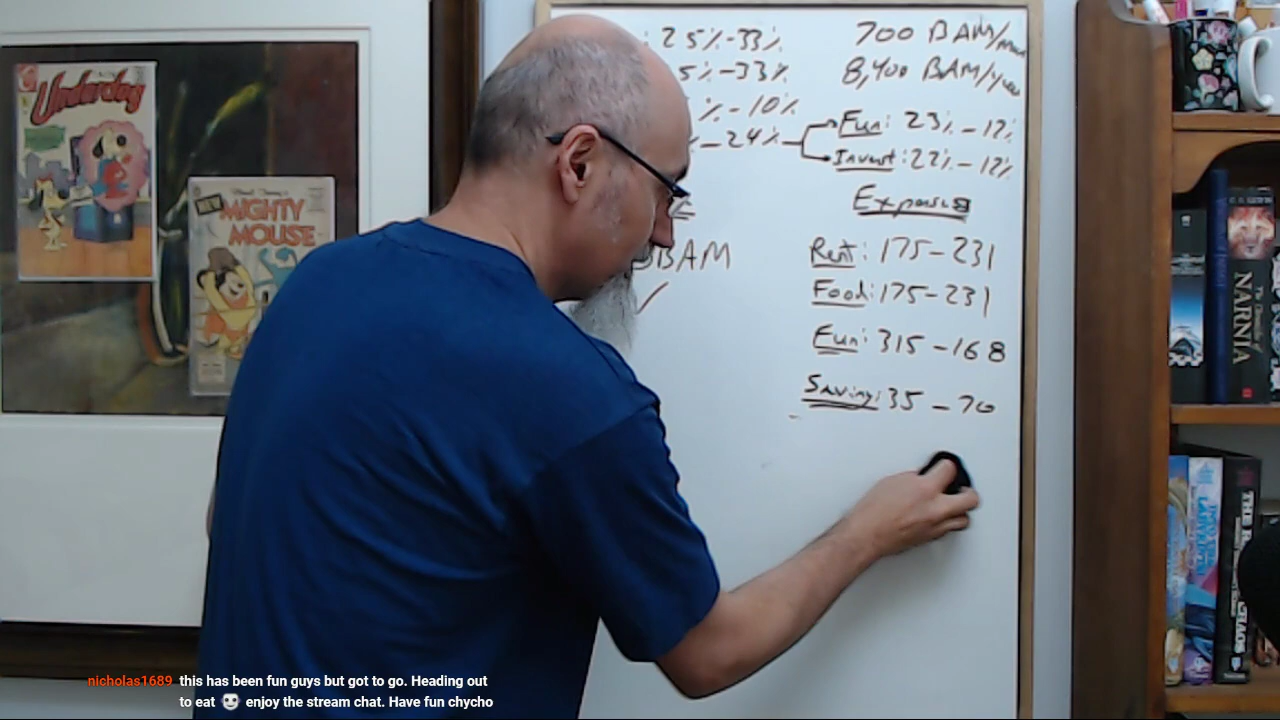 : 25%-33%
5%-33%
%-10%
%-24%
BAM
700 BAM/
8,400 BAM/Year
Fun: 23% - 12%
Invest: 22% - 12%
Expenses
Rent: 175-231
Food: 175-231
Fun: 315-168
Saving: 35-70
Underdog
NEW
MIGHTY
MOUSE
NARNIA
nicholas1689 this has been fun guys but got to go. Heading out
to eat enjoy the stream chat. Have fun chycho